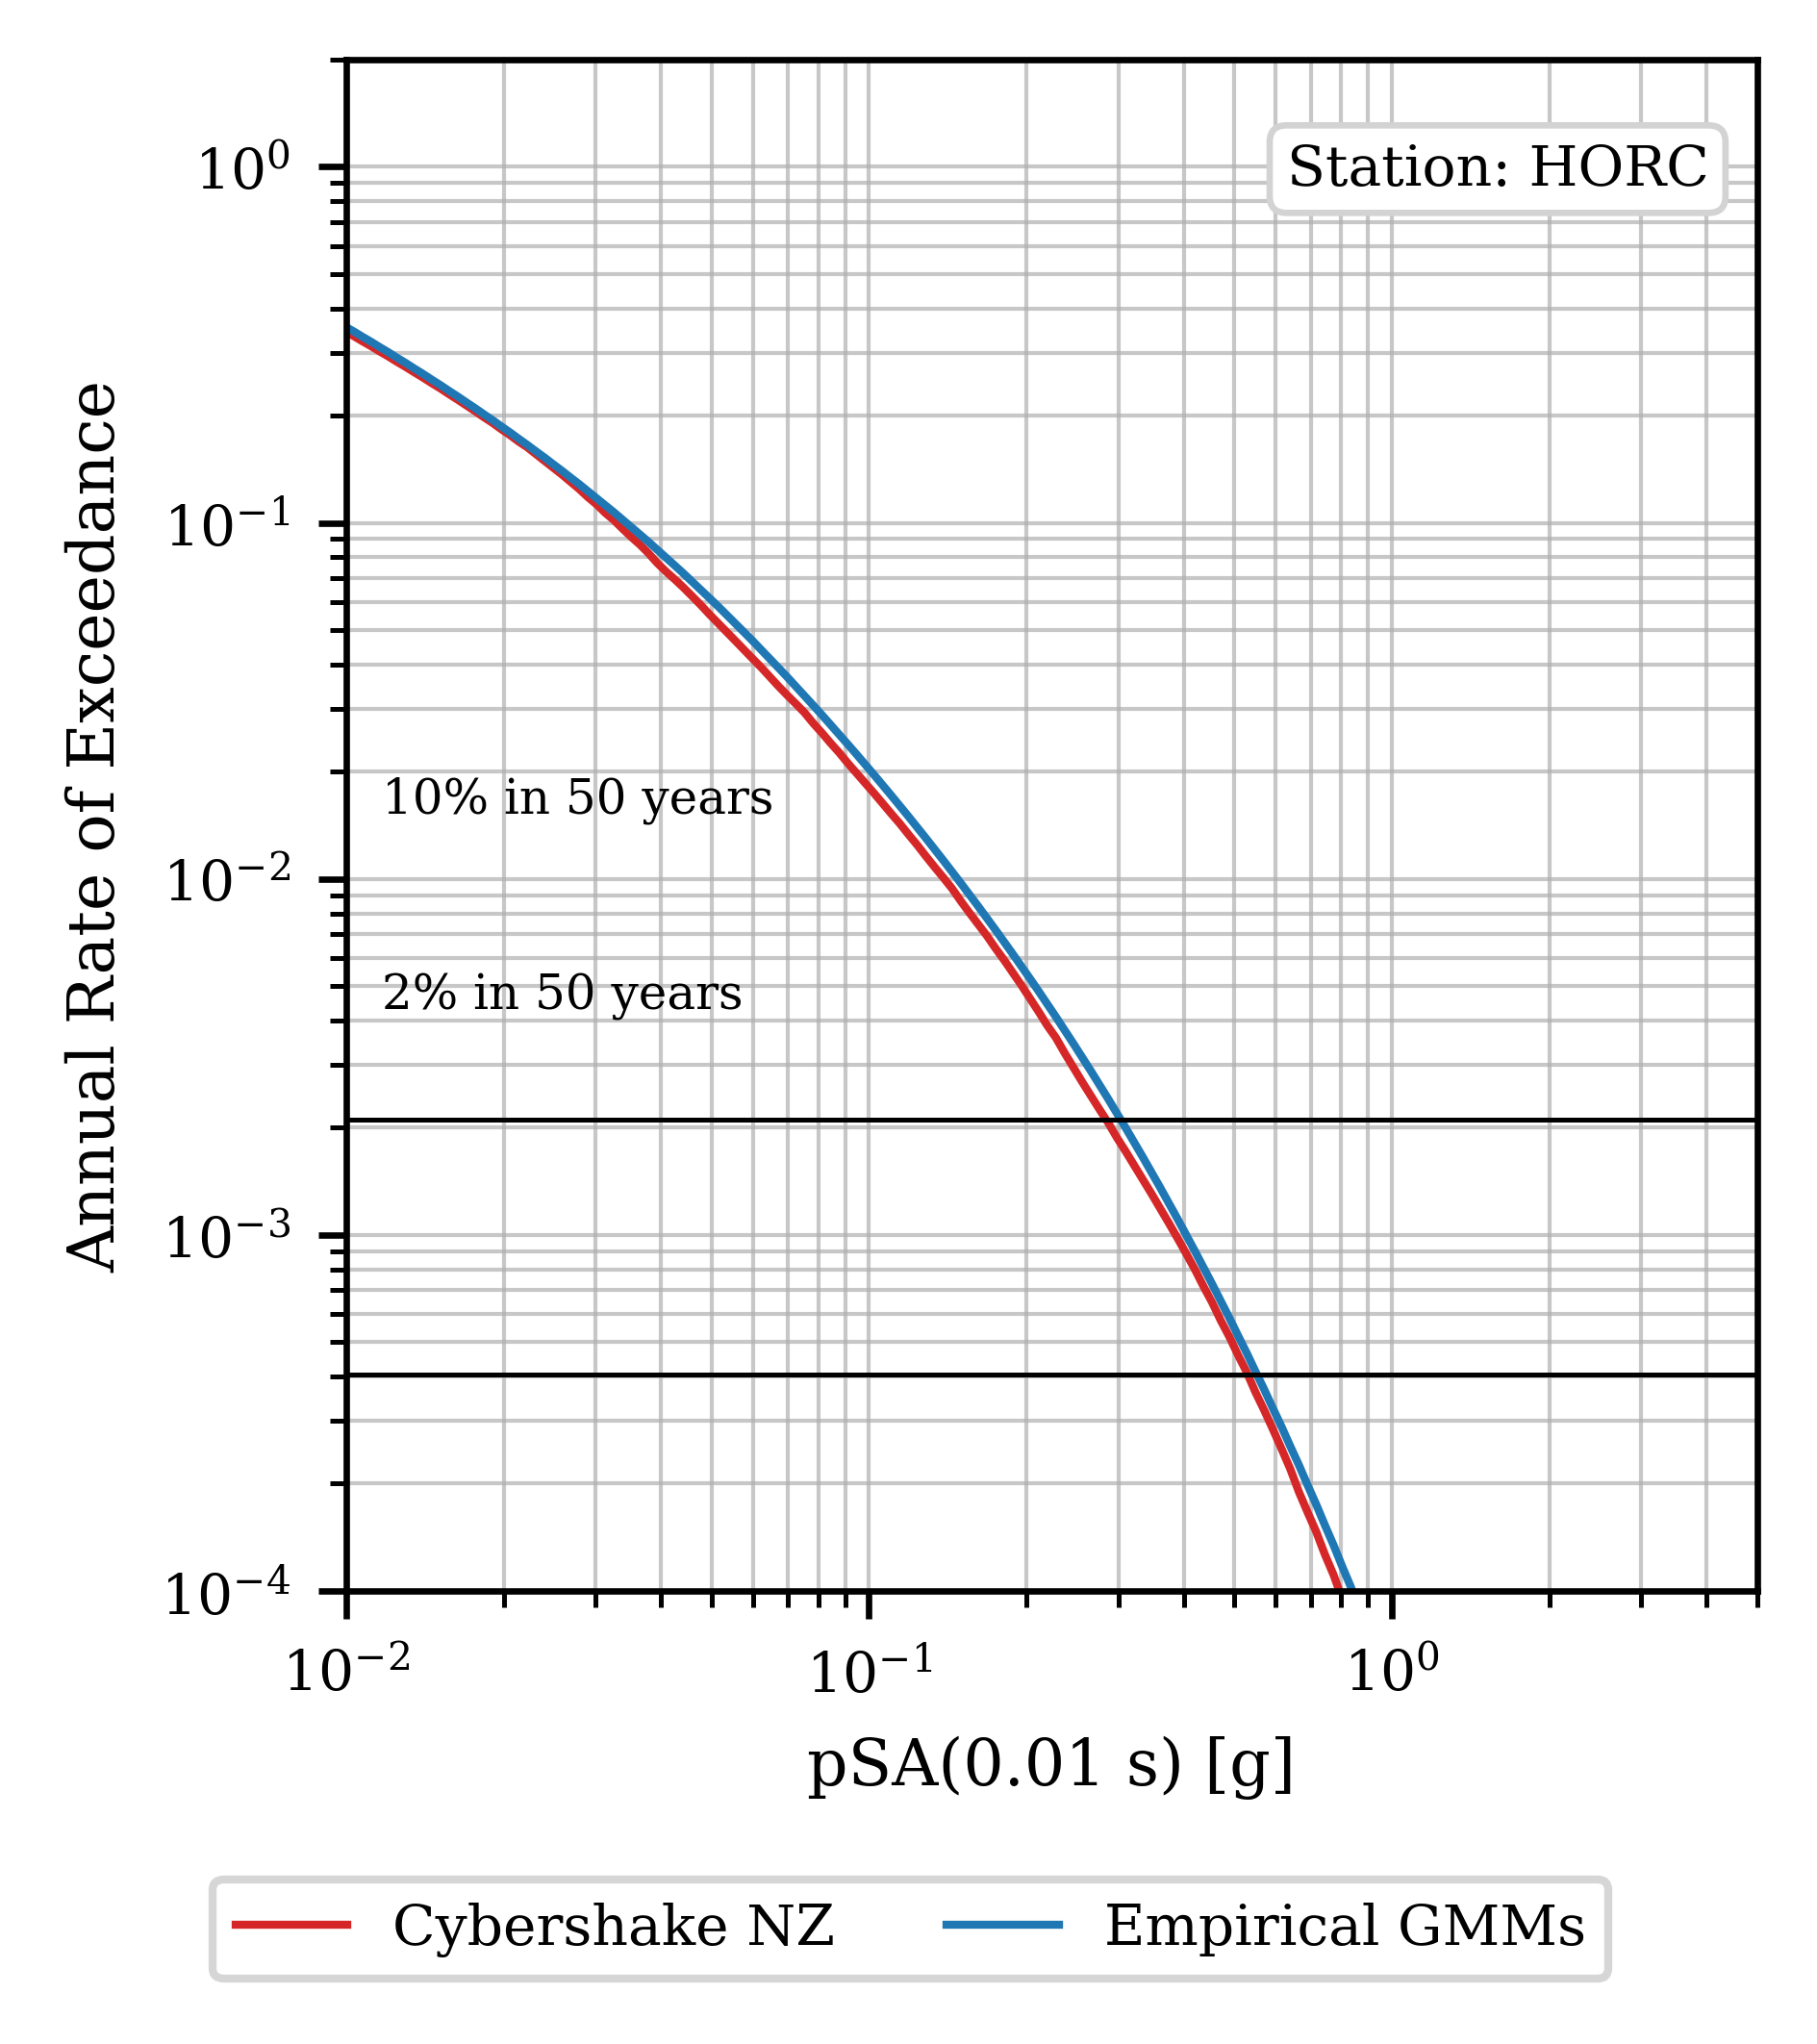 Station: HORC
10⁰
10⁻¹
10⁻²
10⁻³
10⁻⁴
Annual Rate of Exceedance
10% in 50 years
2% in 50 years
10⁻²
10⁻¹
10⁰
pSA(0.01 s) [g]
Cybershake NZ
Empirical GMMs